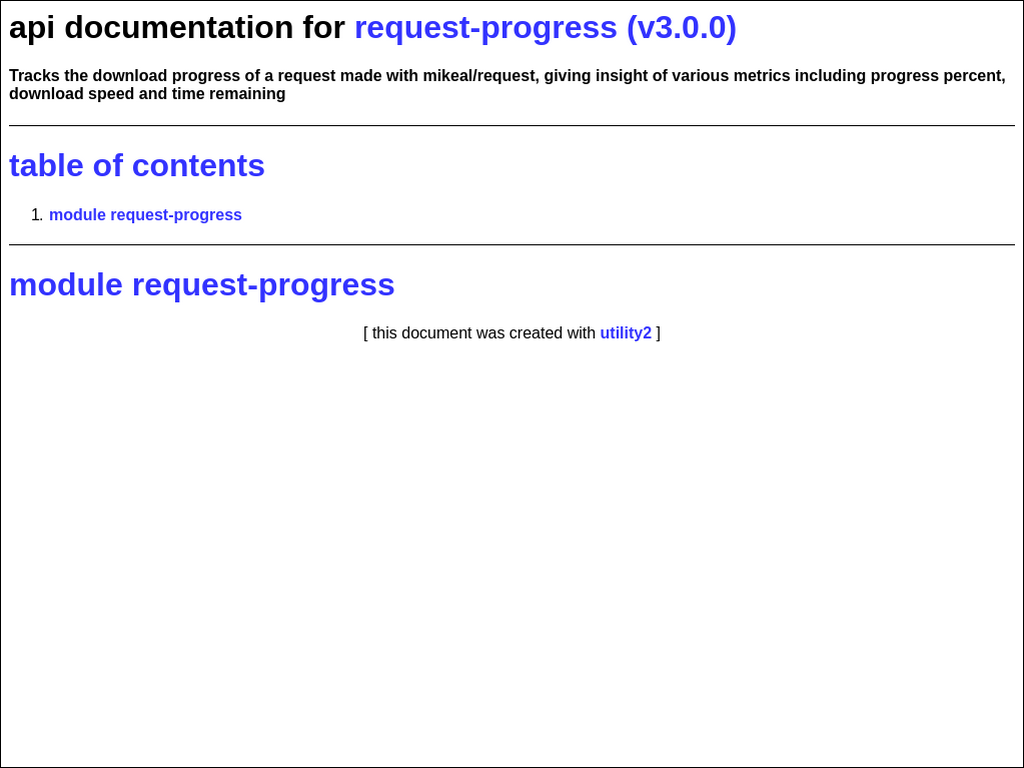 api documentation for request-progress (v3.0.0)
Tracks the download progress of a request made with mikeal/request, giving insight of various metrics including progress percent,
download speed and time remaining
table of contents
1. module request-progress
module request-progress
[ this document was created with utility2 ]